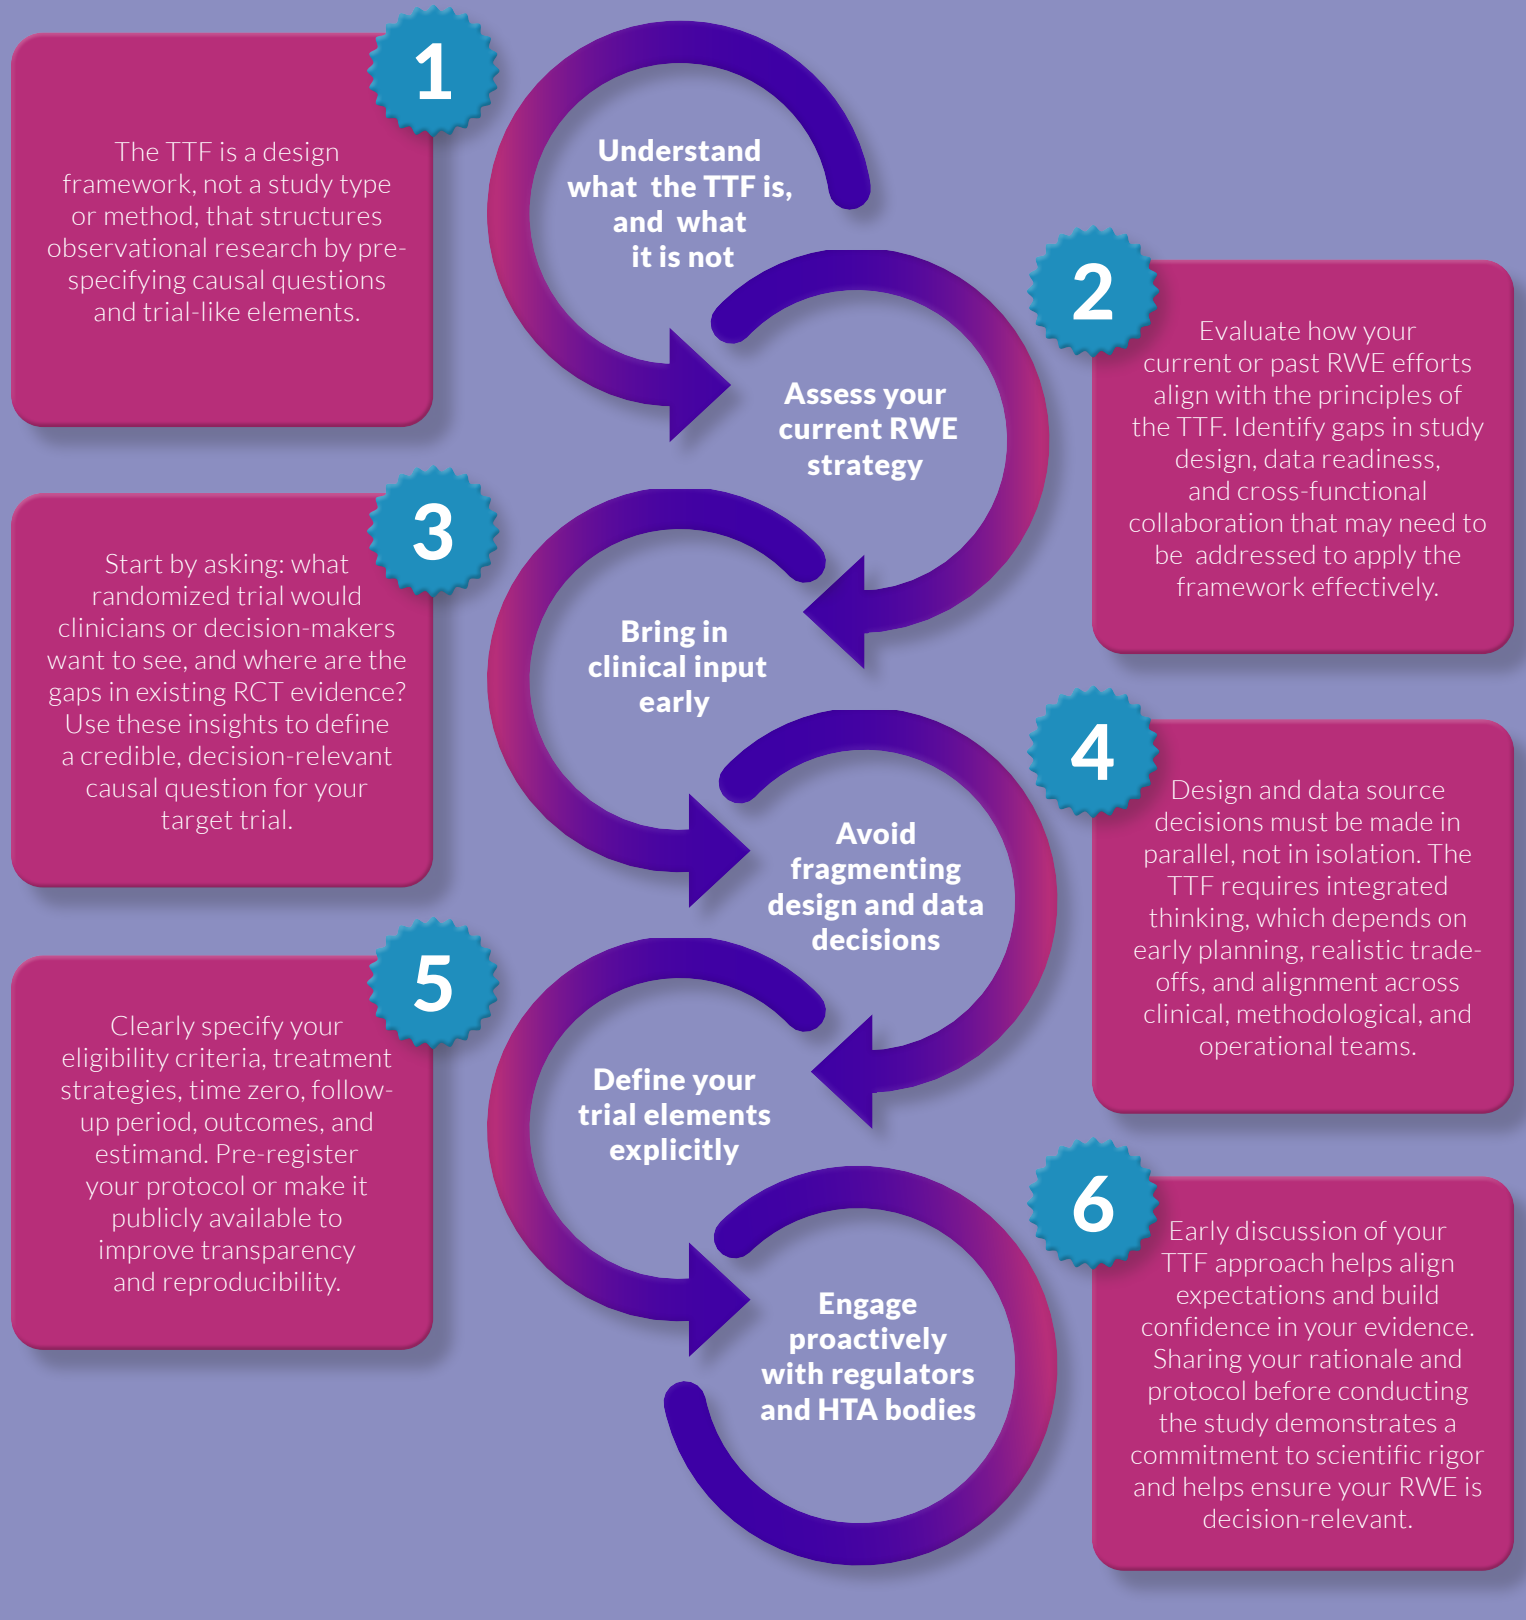 1
The TTF is a design
framework, not a study type
or method, that structures
observational research by pre-
specifying causal questions
and trial-like elements.
Understand
what the TTF is,
and what
it is not
2
Evaluate how your
current or past RWE efforts
align with the principles of
the TTF. Identify gaps in study
design, data readiness,
and cross-functional
collaboration that may need to
be addressed to apply the
framework effectively.
Assess your
current RWE
strategy
3
Start by asking: what
randomized trial would
clinicians or decision-makers
want to see, and where are the
gaps in existing RCT evidence?
Use these insights to define
a credible, decision-relevant
causal question for your
target trial.
Bring in
clinical input
early
4
Design and data source
decisions must be made in
parallel, not in isolation. The
TTF requires integrated
thinking, which depends on
early planning, realistic trade-
offs, and alignment across
clinical, methodological, and
operational teams.
Avoid
fragmenting
design and data
decisions
5
Clearly specify your
eligibility criteria, treatment
strategies, time zero, follow-
up period, outcomes, and
estimand. Pre-register
your protocol or make it
publicly available to
improve transparency
and reproducibility.
Define your
trial elements
explicitly
6
Early discussion of your
TTF approach helps align
expectations and build
confidence in your evidence.
Sharing your rationale and
protocol before conducting
the study demonstrates a
commitment to scientific rigor
and helps ensure your RWE is
decision-relevant.
Engage
proactively
with regulators
and HTA bodies